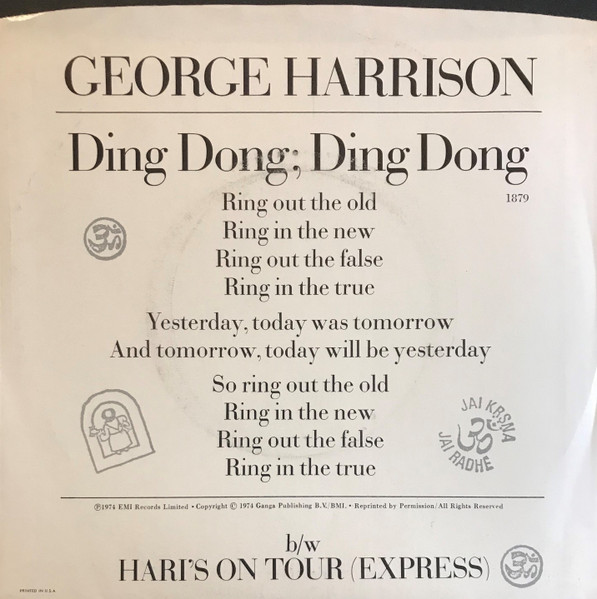 GEORGE HARRISON
Ding Dong; Ding Dong
1879
Ring out the old
Ring in the new
Ring out the false
Ring in the true
Yesterday, today was tomorrow
And tomorrow, today will be yesterday
So ring out the old
Ring in the new
Ring out the false
Ring in the true
ॐ
JAI KṚṢṆA
ॐ
JAI RADHE
℗1974 EMI Records Limited • Copyright © 1974 Ganga Publishing B.V./BMI. • Reprinted by Permission/All Rights Reserved
b/w
HARI'S ON TOUR (EXPRESS)
ॐ
PRINTED IN U.S.A.